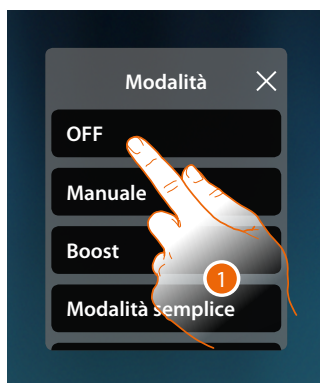 Modalità
OFF
Manuale
Boost
1
Modalità semplice